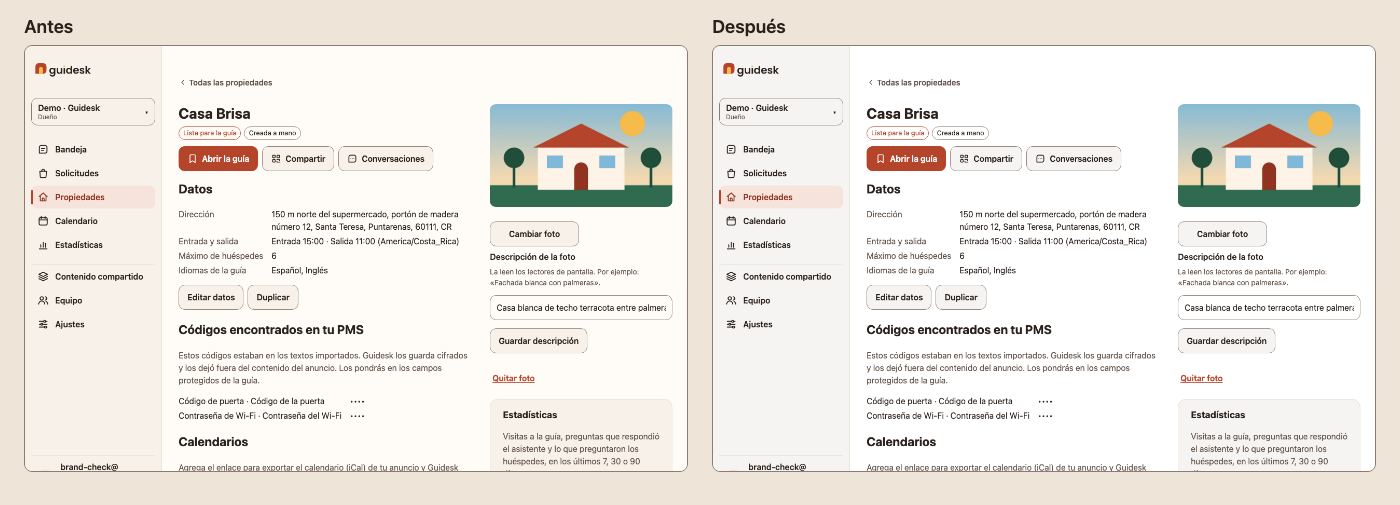 Antes
guidesk
Demo · Guidesk
Dueño
Bandeja
Solicitudes
Propiedades
Calendario
Estadísticas
Contenido compartido
Equipo
Ajustes
brand-check@
Todas las propiedades
Casa Brisa
Lista para la guía
Creada a mano
Abrir la guía
Compartir
Conversaciones
Datos
Dirección
150 m norte del supermercado, portón de madera
número 12, Santa Teresa, Puntarenas, 60111, CR
Entrada y salida
Entrada 15:00 · Salida 11:00 (America/Costa_Rica)
Máximo de huéspedes
6
Idiomas de la guía
Español, Inglés
Editar datos
Duplicar
Códigos encontrados en tu PMS
Estos códigos estaban en los textos importados. Guidesk los guarda cifrados
y los dejó fuera del contenido del anuncio. Los pondrás en los campos
protegidos de la guía.
Código de puerta · Código de la puerta ••••
Contraseña de Wi-Fi · Contraseña del Wi-Fi ••••
Calendarios
Agrega el enlace para exportar el calendario (iCal) de tu anuncio y Guidesk
Cambiar foto
Descripción de la foto
La leen los lectores de pantalla. Por ejemplo:
«Fachada blanca con palmeras».
Casa blanca de techo terracota entre palmera
Guardar descripción
Quitar foto
Estadísticas
Visitas a la guía, preguntas que respondió
el asistente y lo que preguntaron los
huéspedes, en los últimos 7, 30 o 90
Después
guidesk
Demo · Guidesk
Dueño
Bandeja
Solicitudes
Propiedades
Calendario
Estadísticas
Contenido compartido
Equipo
Ajustes
brand-check@
Todas las propiedades
Casa Brisa
Lista para la guía
Creada a mano
Abrir la guía
Compartir
Conversaciones
Datos
Dirección
150 m norte del supermercado, portón de madera
número 12, Santa Teresa, Puntarenas, 60111, CR
Entrada y salida
Entrada 15:00 · Salida 11:00 (America/Costa_Rica)
Máximo de huéspedes
6
Idiomas de la guía
Español, Inglés
Editar datos
Duplicar
Códigos encontrados en tu PMS
Estos códigos estaban en los textos importados. Guidesk los guarda cifrados
y los dejó fuera del contenido del anuncio. Los pondrás en los campos
protegidos de la guía.
Código de puerta · Código de la puerta ••••
Contraseña de Wi-Fi · Contraseña del Wi-Fi ••••
Calendarios
Agrega el enlace para exportar el calendario (iCal) de tu anuncio y Guidesk
Cambiar foto
Descripción de la foto
La leen los lectores de pantalla. Por ejemplo:
«Fachada blanca con palmeras».
Casa blanca de techo terracota entre palmera
Guardar descripción
Quitar foto
Estadísticas
Visitas a la guía, preguntas que respondió
el asistente y lo que preguntaron los
huéspedes, en los últimos 7, 30 o 90